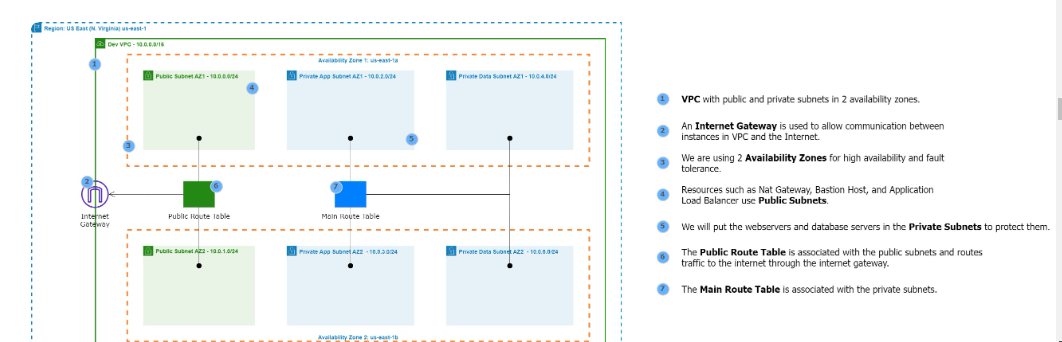 Region: US East (N. Virginia) us-east-1
Dev VPC - 10.0.0.0/16
1
Availability Zone 1: us-east-1a
Public Subnet AZ1 - 10.0.0.0/24
Private App Subnet AZ1 - 10.0.2.0/24
Private Data Subnet AZ1 - 10.0.4.0/24
4
5
3
2
6
7
Internet
Gateway
Public Route Table
Main Route Table
Public Subnet AZ2 - 10.0.1.0/24
Private App Subnet AZ2 - 10.0.3.0/24
Private Data Subnet AZ2 - 10.0.5.0/24
Availability Zone 2: us-east-1b
1 VPC with public and private subnets in 2 availability zones.
2 An Internet Gateway is used to allow communication between
instances in VPC and the Internet.
3 We are using 2 Availability Zones for high availability and fault
tolerance.
4 Resources such as Nat Gateway, Bastion Host, and Application
Load Balancer use Public Subnets.
5 We will put the webservers and database servers in the Private Subnets to protect them.
6 The Public Route Table is associated with the public subnets and routes
traffic to the internet through the internet gateway.
7 The Main Route Table is associated with the private subnets.